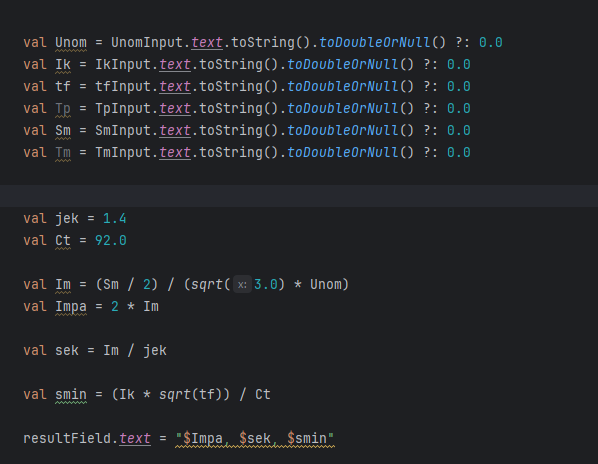 val Unom = UnomInput.text.toString().toDoubleOrNull() ?: 0.0
val Ik = IkInput.text.toString().toDoubleOrNull() ?: 0.0
val tf = tfInput.text.toString().toDoubleOrNull() ?: 0.0
val Tp = TpInput.text.toString().toDoubleOrNull() ?: 0.0
val Sm = SmInput.text.toString().toDoubleOrNull() ?: 0.0
val Tm = TmInput.text.toString().toDoubleOrNull() ?: 0.0
val jek = 1.4
val Ct = 92.0
val Im = (Sm / 2) / (sqrt( x: 3.0) * Unom)
val Impa = 2 * Im
val sek = Im / jek
val smin = (Ik * sqrt(tf)) / Ct
resultField.text = "$Impa, $sek, $smin"